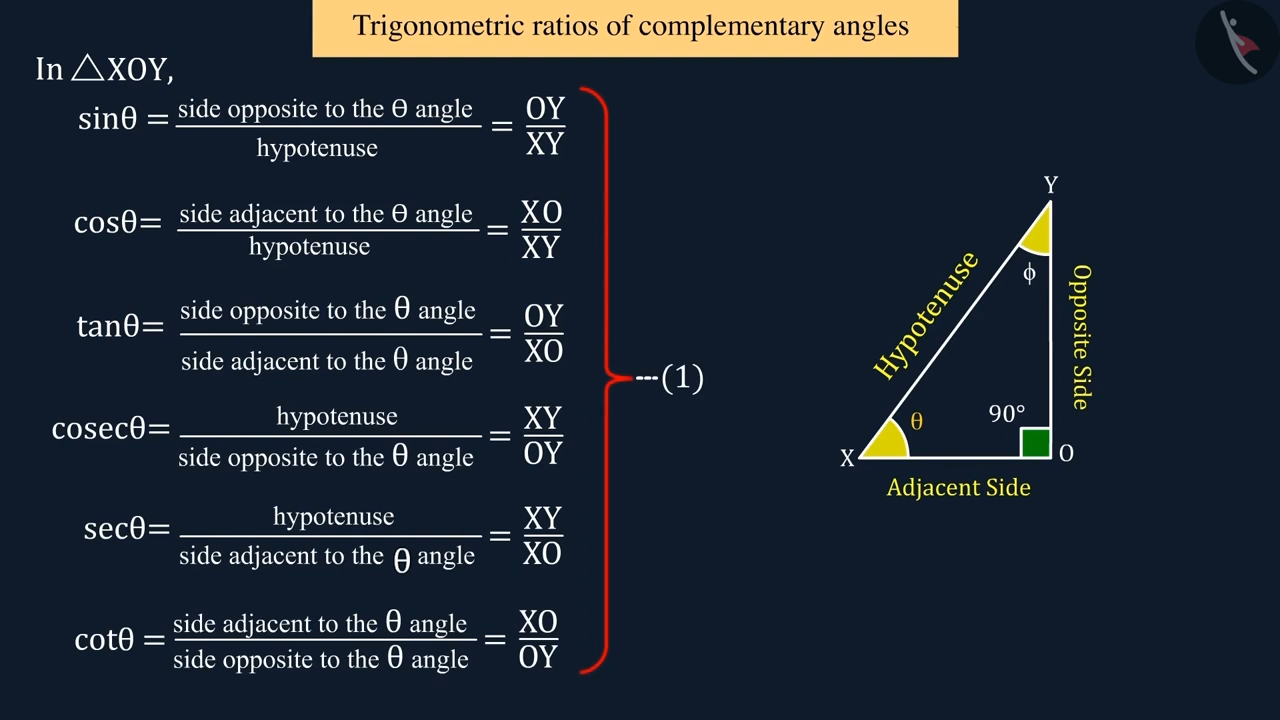 Trigonometric ratios of complementary angles
In △XOY,
sinθ = side opposite to the θ angle / hypotenuse = OY / XY
cosθ= side adjacent to the θ angle / hypotenuse = XO / XY
tanθ= side opposite to the θ angle / side adjacent to the θ angle = OY / XO
cosecθ= hypotenuse / side opposite to the θ angle = XY / OY
secθ= hypotenuse / side adjacent to the θ angle = XY / XO
cotθ = side adjacent to the θ angle / side opposite to the θ angle = XO / OY
---(1)
Y
ϕ
Hypotenuse
Opposite Side
θ
90°
X
O
Adjacent Side